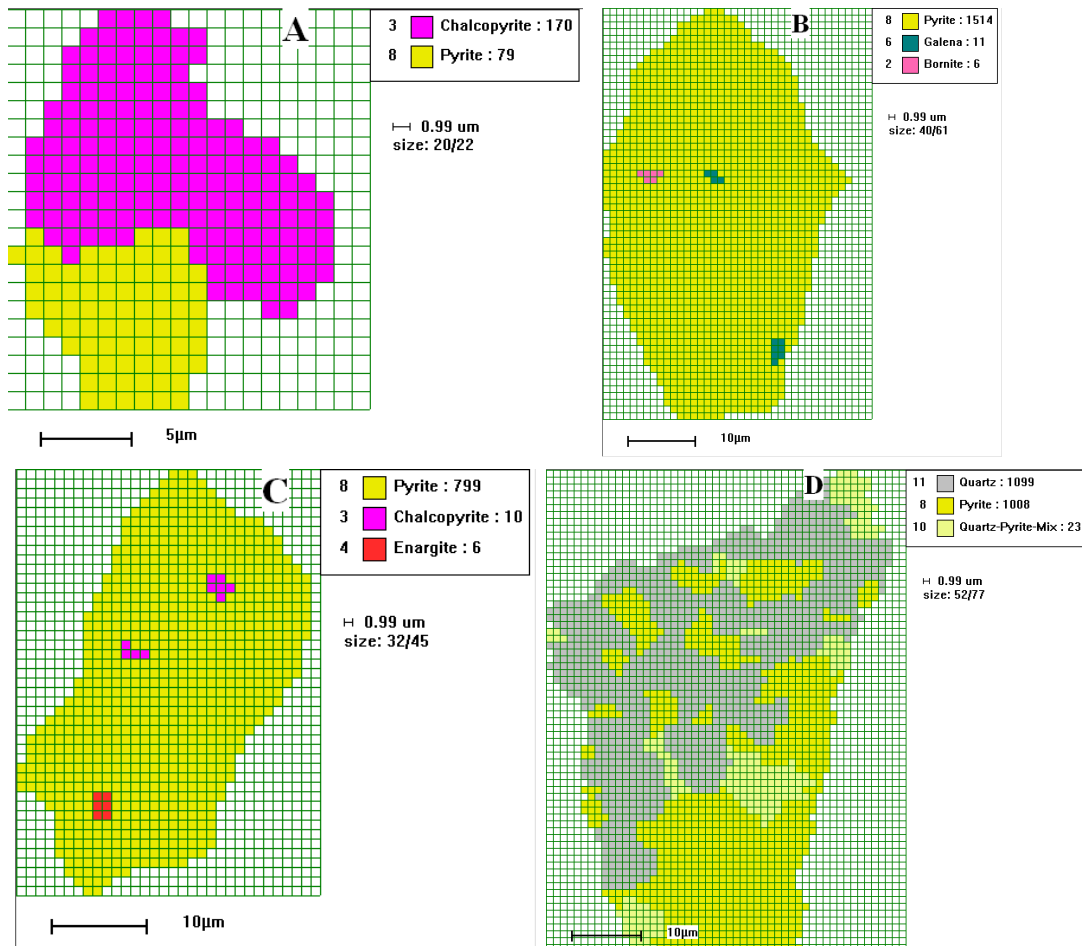 A
3 Chalcopyrite : 170
8 Pyrite : 79
0.99 um
size: 20/22
5µm
B
8 Pyrite : 1514
6 Galena : 11
2 Bornite : 6
0.99 um
size: 40/61
10µm
C
8 Pyrite : 799
3 Chalcopyrite : 10
4 Enargite : 6
0.99 um
size: 32/45
10µm
D
11 Quartz : 1099
8 Pyrite : 1008
10 Quartz-Pyrite-Mix : 23
0.99 um
size: 52/77
10µm